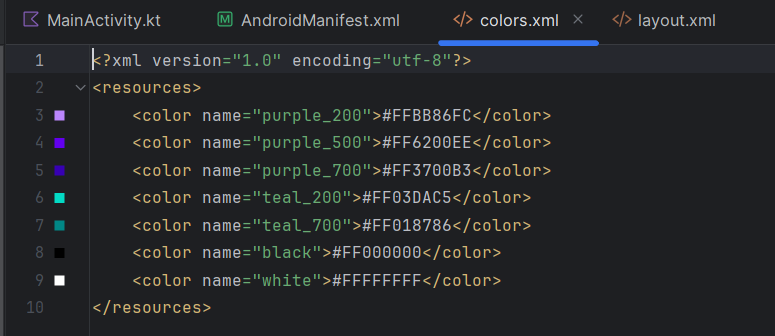 MainActivity.kt AndroidManifest.xml colors.xml layout.xml
1 <?xml version="1.0" encoding="utf-8"?>
2 <resources>
3     <color name="purple_200">#FFBB86FC</color>
4     <color name="purple_500">#FF6200EE</color>
5     <color name="purple_700">#FF3700B3</color>
6     <color name="teal_200">#FF03DAC5</color>
7     <color name="teal_700">#FF018786</color>
8     <color name="black">#FF000000</color>
9     <color name="white">#FFFFFFFF</color>
10 </resources>